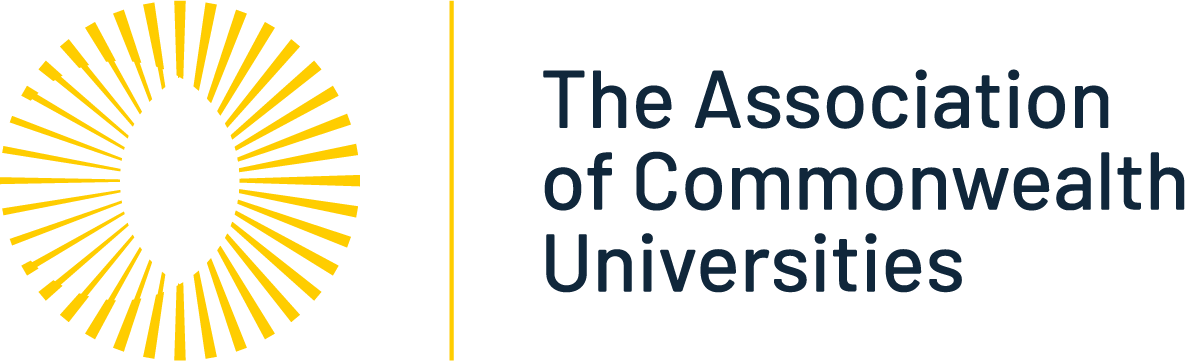 The Association
of Commonwealth
Universities